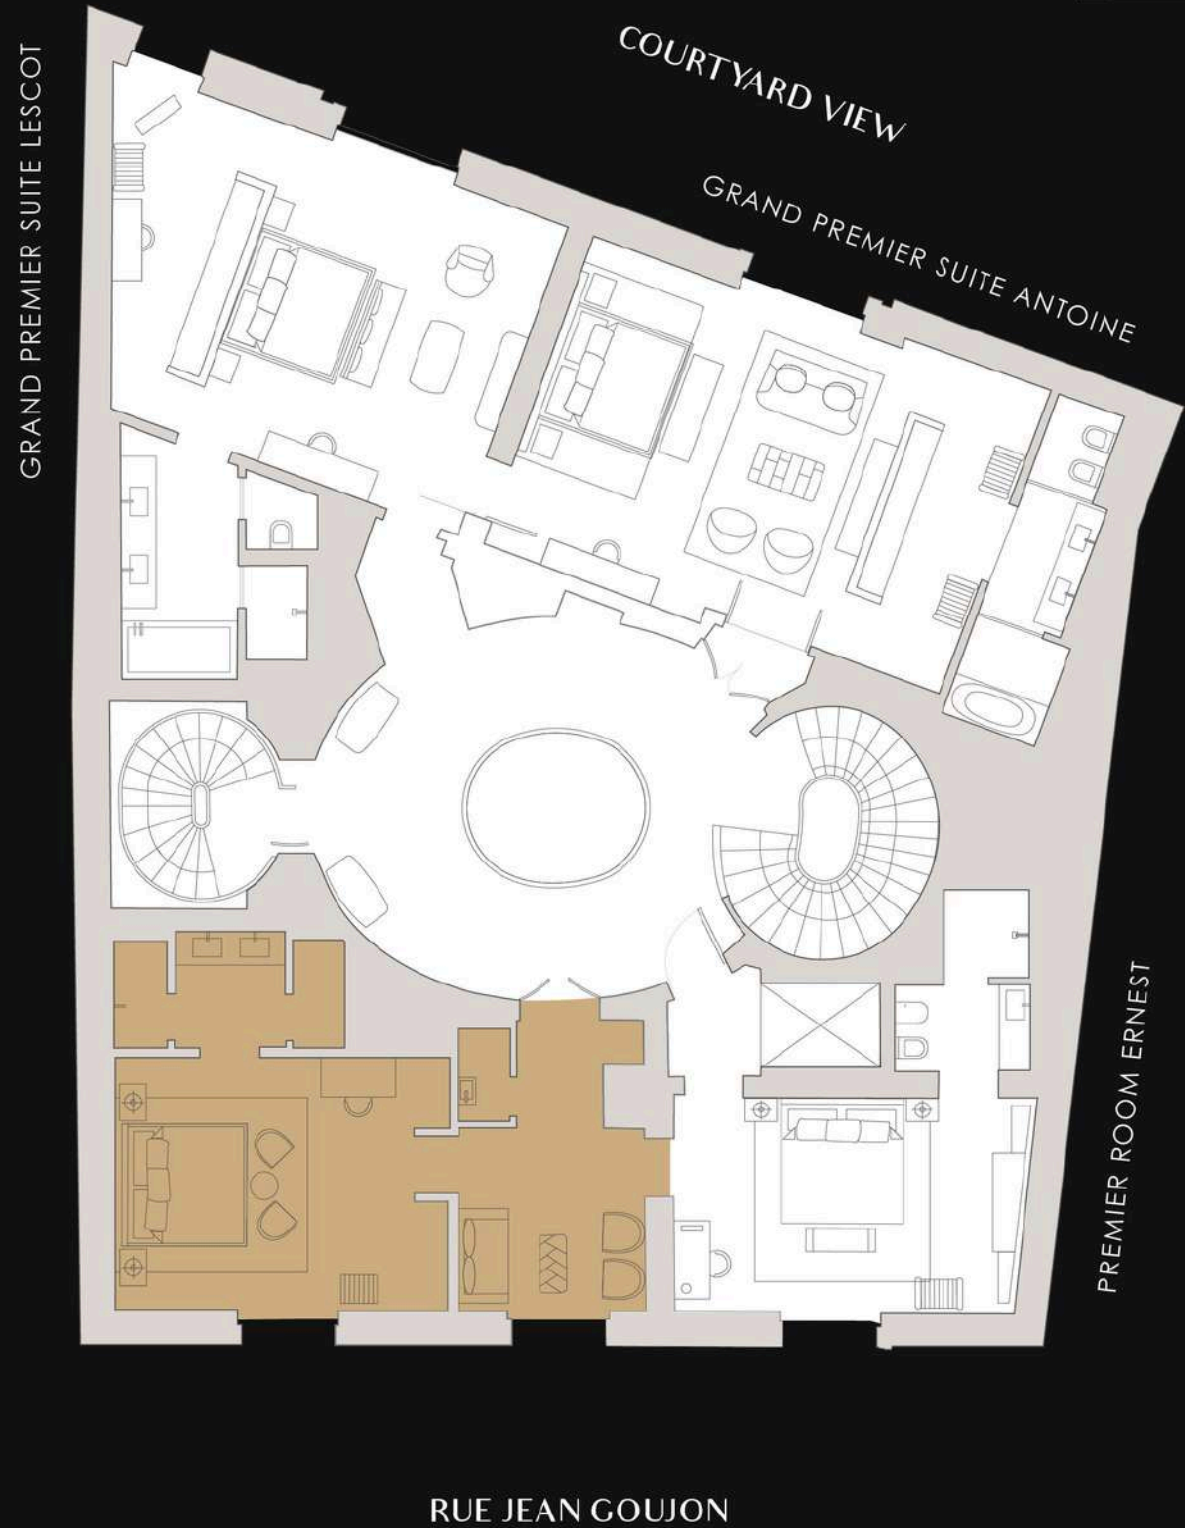 COURTYARD VIEW
GRAND PREMIER SUITE LESCOT
GRAND PREMIER SUITE ANTOINE
PREMIER ROOM ERNEST
RUE JEAN GOUJON